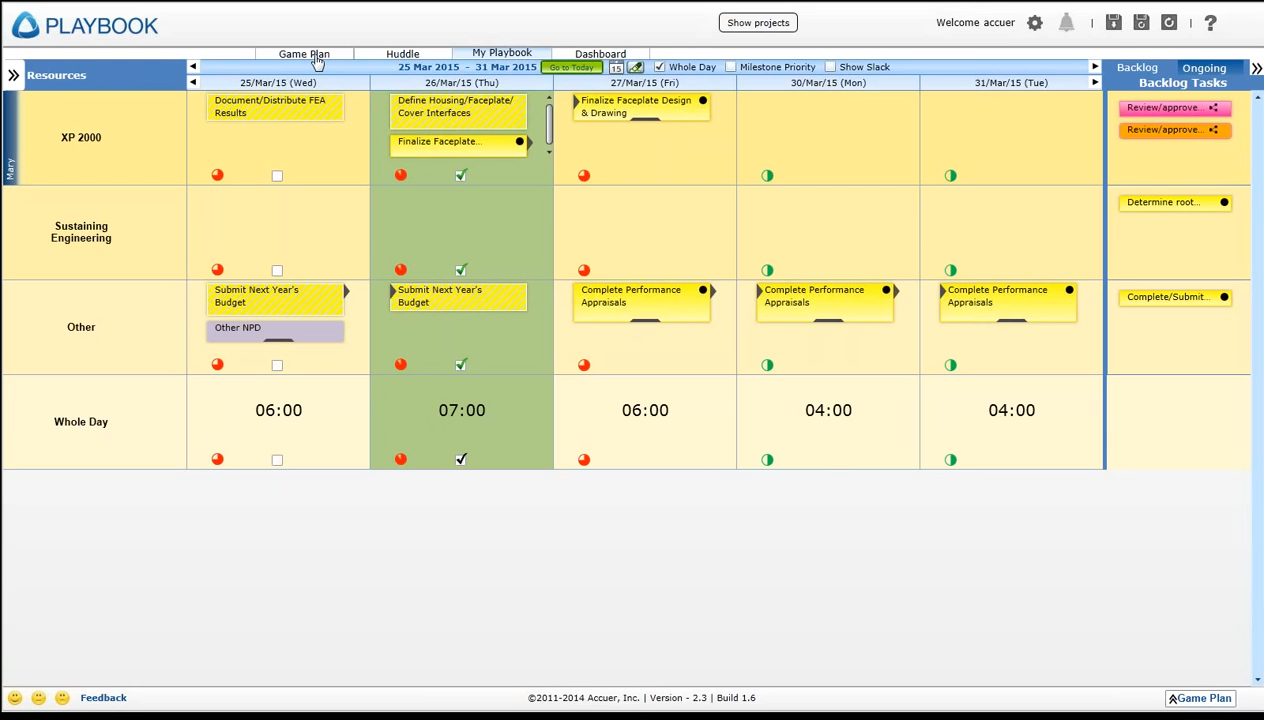 PLAYBOOK
Show projects
Welcome accuer
?
Game Plan
Huddle
My Playbook
Dashboard
Resources
25 Mar 2015 - 31 Mar 2015
Go to Today
15
Whole Day
Milestone Priority
Show Slack
Backlog
Ongoing
25/Mar/15 (Wed)
26/Mar/15 (Thu)
27/Mar/15 (Fri)
30/Mar/15 (Mon)
31/Mar/15 (Tue)
Backlog Tasks
Mary
XP 2000
Document/Distribute FEA
Results
Define Housing/Faceplate/
Cover Interfaces
Finalize Faceplate...
Finalize Faceplate Design
& Drawing
Review/approve...
Review/approve...
Sustaining
Engineering
Determine root...
Other
Submit Next Year's
Budget
Other NPD
Submit Next Year's
Budget
Complete Performance
Appraisals
Complete Performance
Appraisals
Complete Performance
Appraisals
Complete/Submit...
Whole Day
06:00
07:00
06:00
04:00
04:00
Feedback
©2011-2014 Accuer, Inc. | Version - 2.3 | Build 1.6
Game Plan